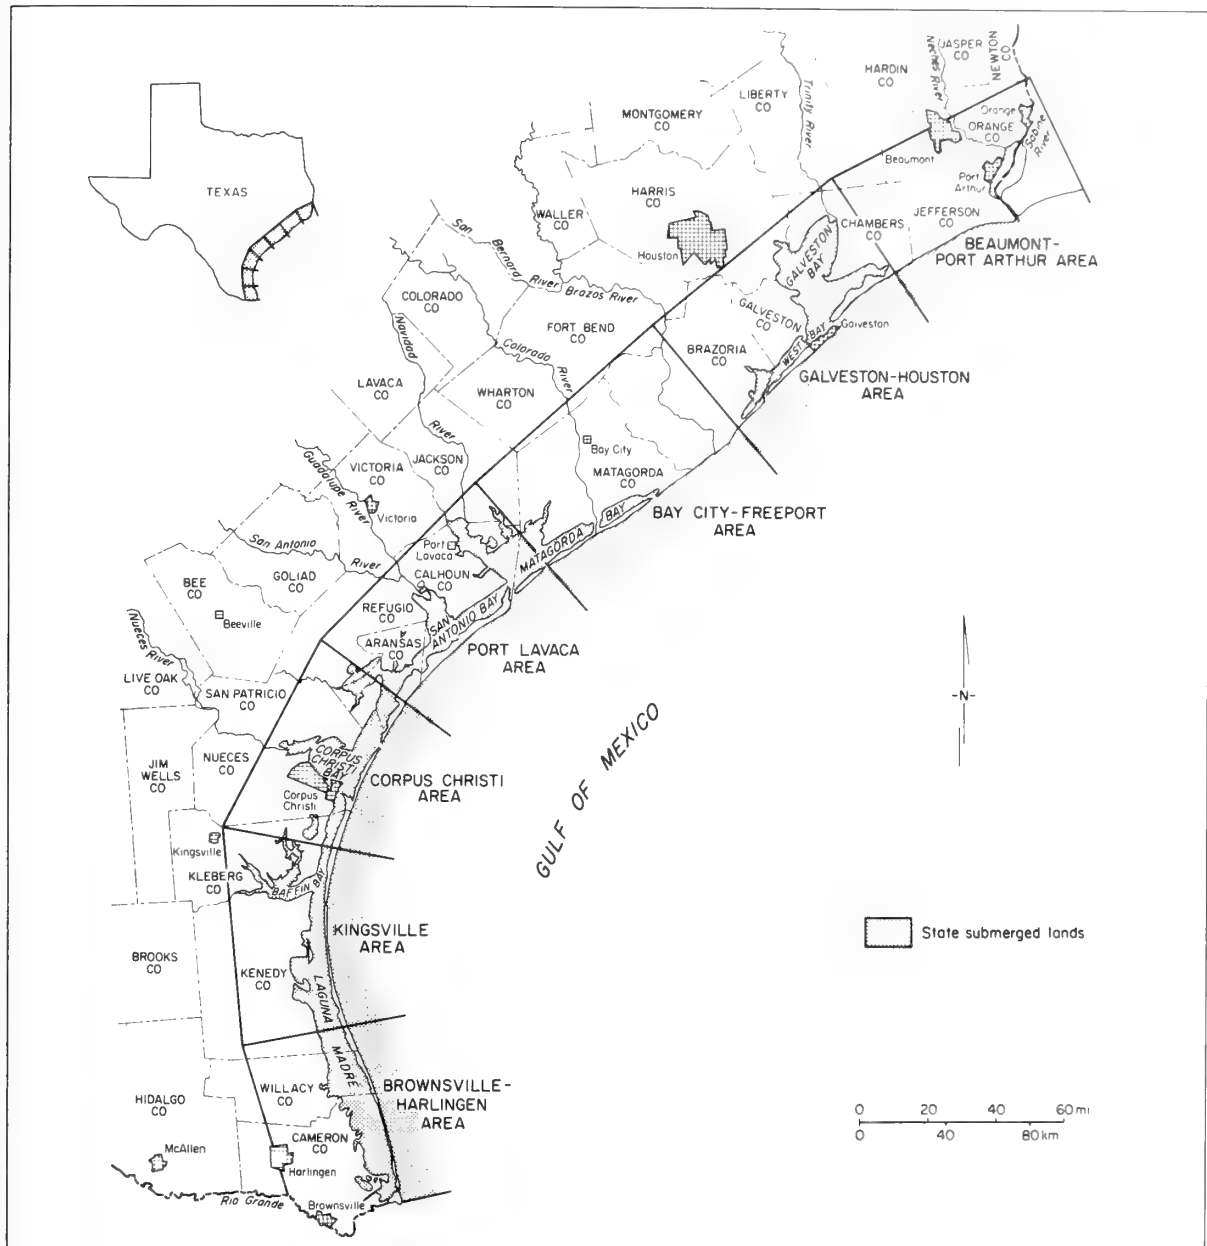 JASPER
CO
NEWTON
CO
Neches River
HARDIN
CO
LIBERTY
CO
Trinity River
MONTGOMERY
CO
Orange
ORANGE
CO
Sabine
River
Beaumont
Port
Arthur
TEXAS
HARRIS
CO
WALLER
CO
Houston
JEFFERSON
CO
CHAMBERS
CO
BEAUMONT-
PORT ARTHUR AREA
San
Bernard
River
Brazos River
GALVESTON
BAY
COLORADO
CO
Navidad
River
FORT BEND
CO
GALVESTON
CO
Galveston
WEST BAY
BRAZORIA
CO
Colorado
River
GALVESTON-HOUSTON
AREA
LAVACA
CO
WHARTON
CO
Bay City
JACKSON
CO
VICTORIA
CO
Guadalupe River
MATAGORDA
CO
Victoria
BAY CITY-FREEPORT
AREA
MATAGORDA
BAY
San Antonio
River
Port
Lavaca
CALHOUN
CO
GOLIAD
CO
BEE
CO
Beeville
REFUGIO
CO
ARANSAS
CO
SAN
ANTONIO BAY
PORT LAVACA
AREA
Nueces River
LIVE OAK
CO
SAN PATRICIO
CO
-N-
GULF OF MEXICO
JIM
WELLS
CO
NUECES
CO
CORPUS
CHRISTI
BAY
Corpus
Christi
CORPUS CHRISTI
AREA
Kingsville
KLEBERG
CO
BAFFIN BAY
KINGSVILLE
AREA
State submerged lands
BROOKS
CO
KENEDY
CO
LAGUNA
MADRE
WILLACY
CO
BROWNSVILLE-
HARLINGEN
AREA
HIDALGO
CO
CAMERON
CO
McAllen
Harlingen
Rio Grande
Brownsville
0 20 40 60 mi
0 40 80 km